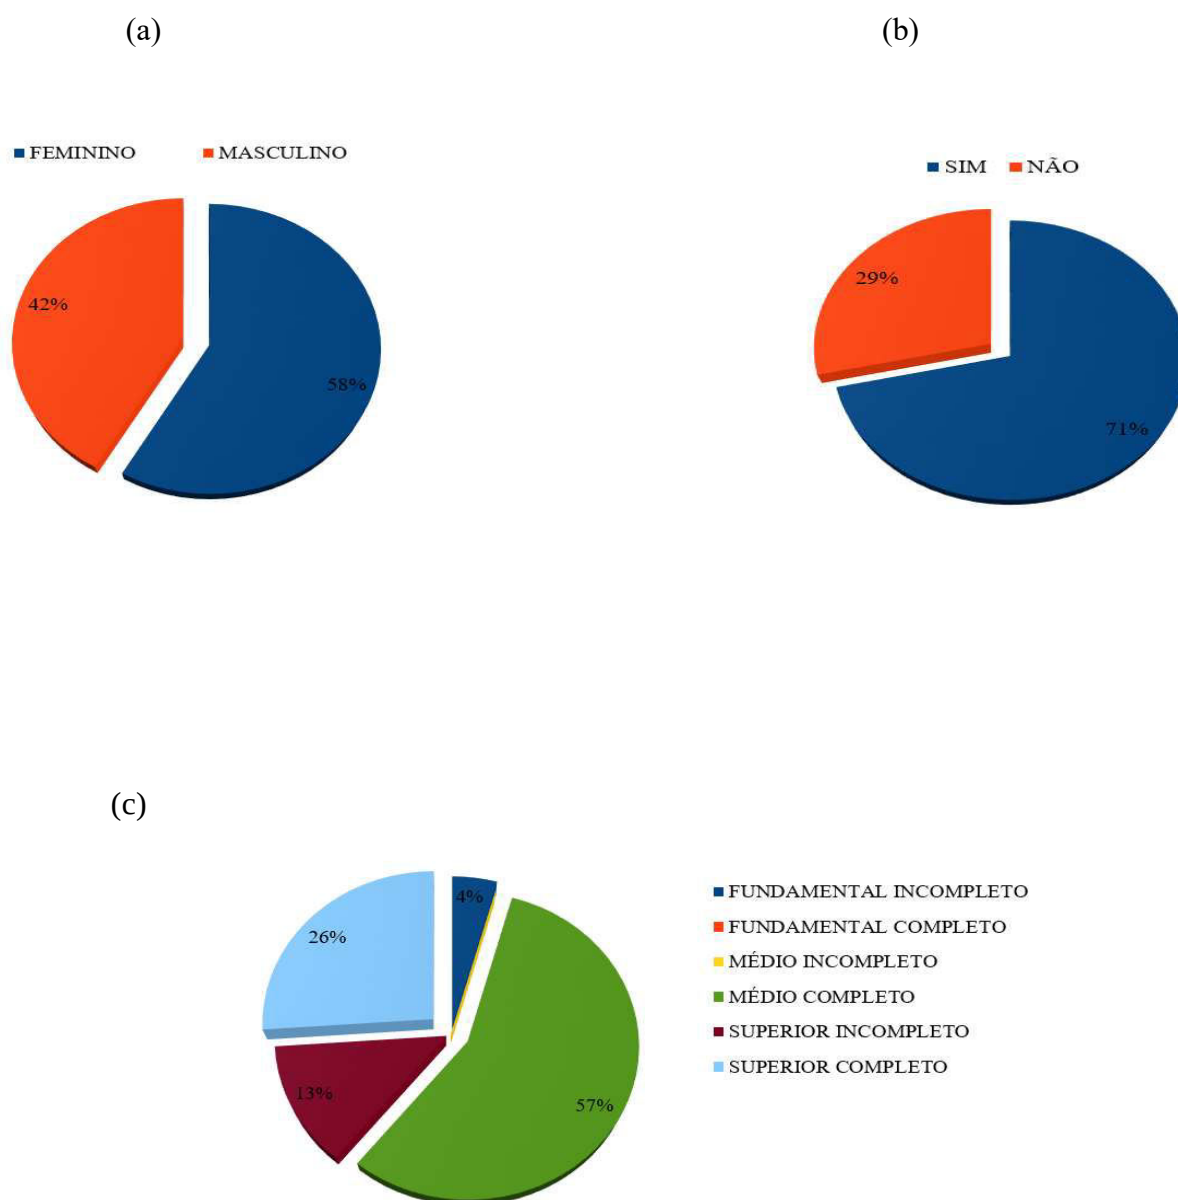 (a)
(b)
FEMININO MASCULINO
SIM NÃO
42%
58%
29%
71%
(c)
4%
26%
13%
57%
FUNDAMENTAL INCOMPLETO
FUNDAMENTAL COMPLETO
MÉDIO INCOMPLETO
MÉDIO COMPLETO
SUPERIOR INCOMPLETO
SUPERIOR COMPLETO